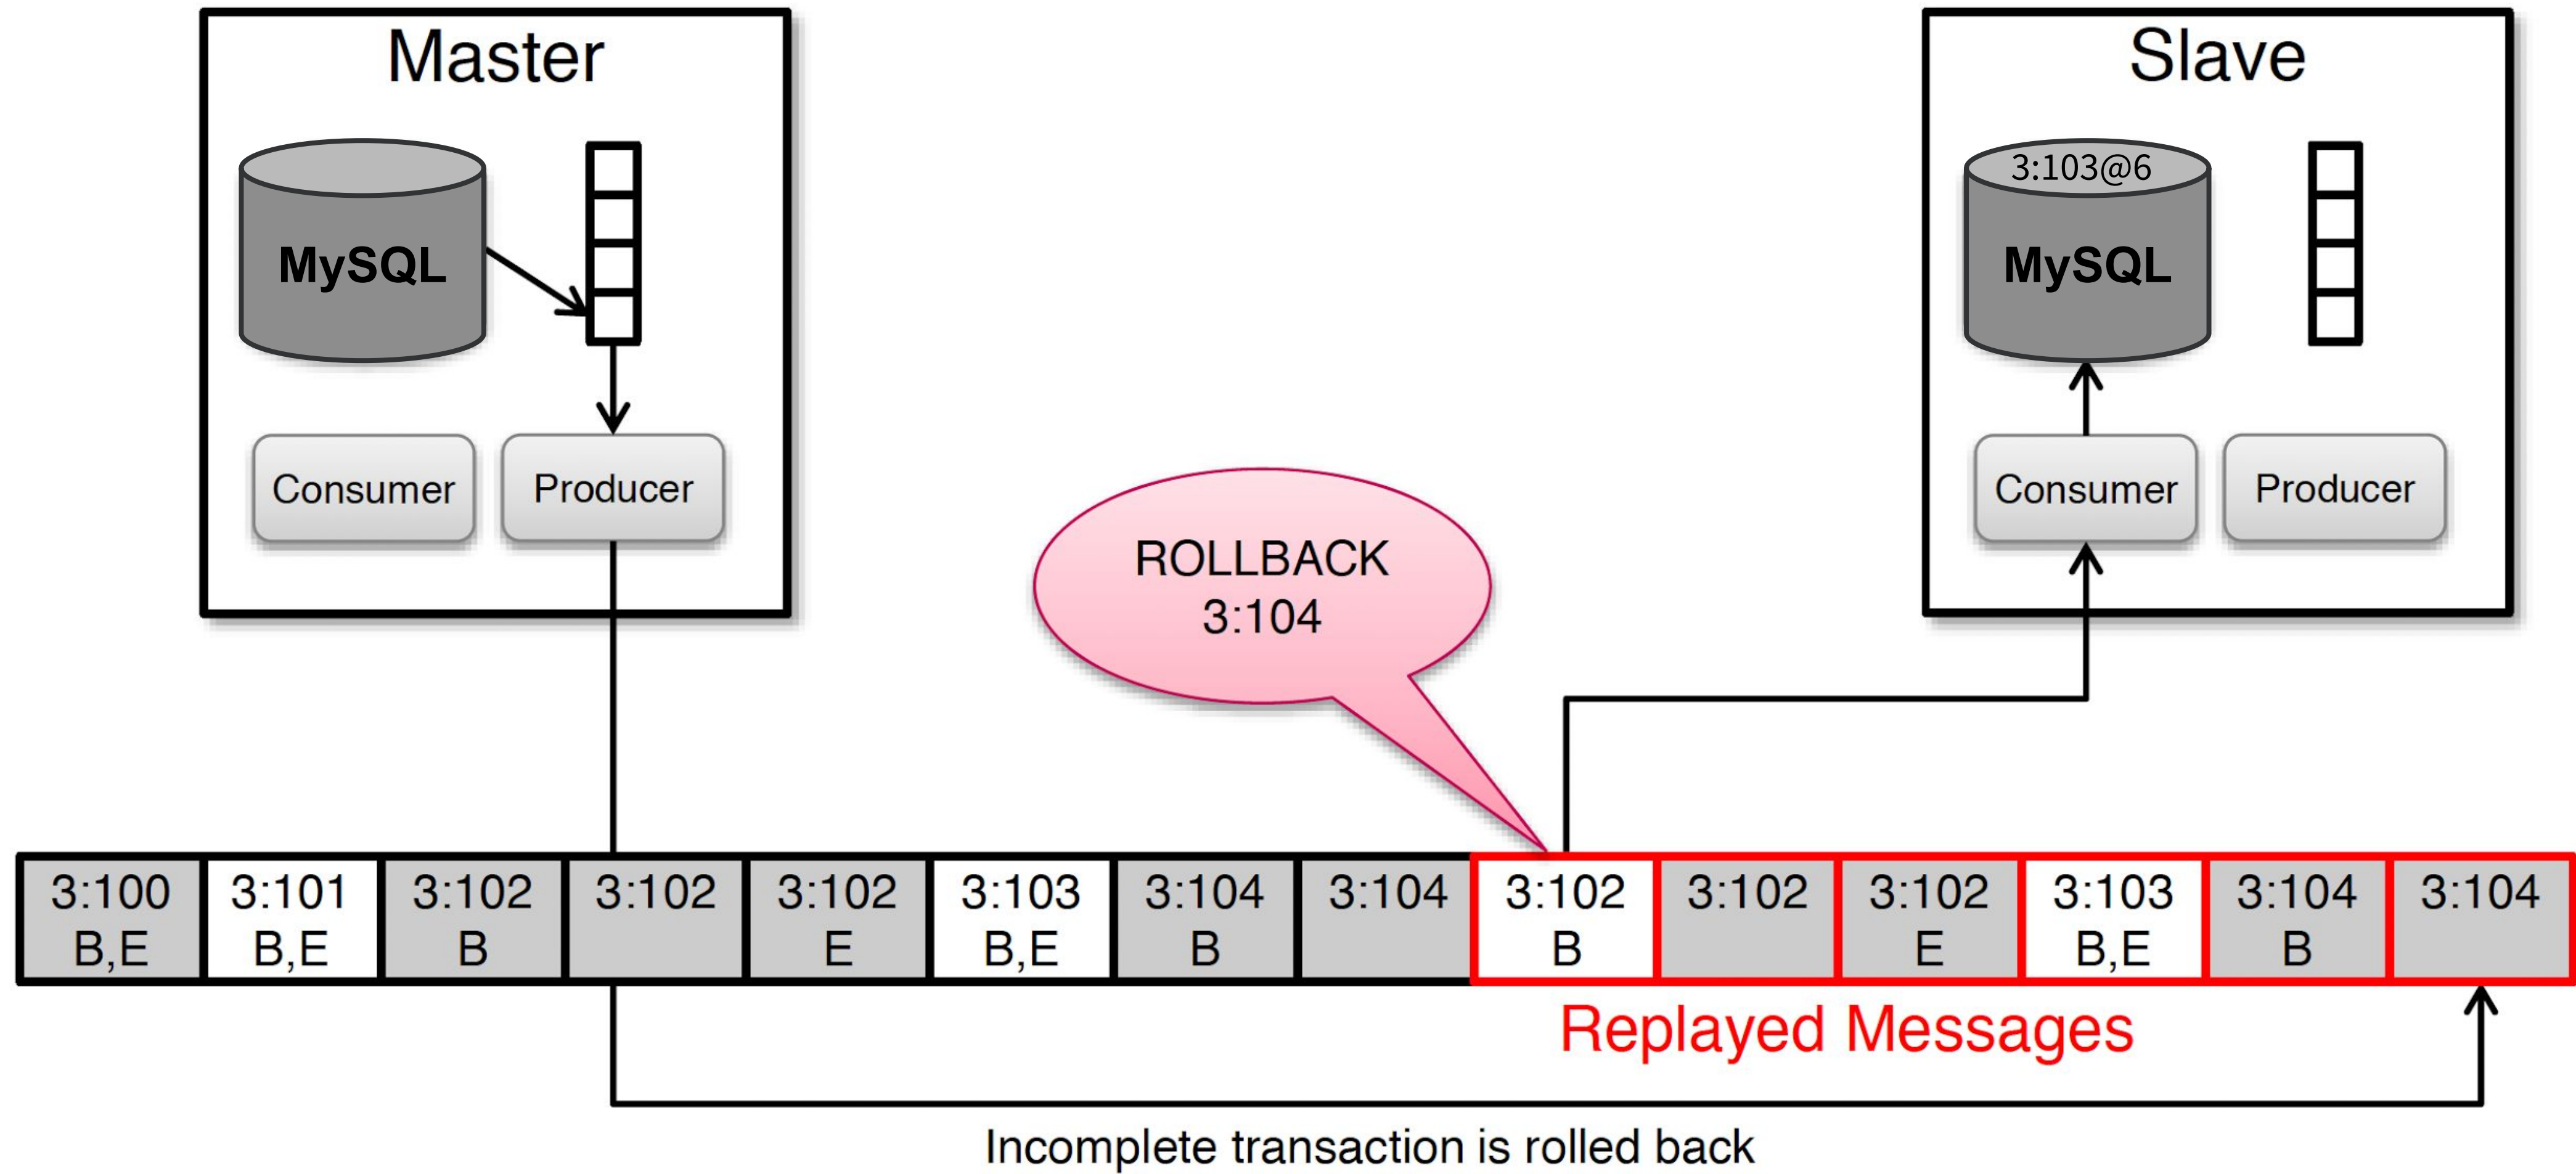 Master
Slave
MySQL
3:103@6
MySQL
Consumer
Producer
Consumer
Producer
ROLLBACK
3:104
3:100
B,E
3:101
B,E
3:102
B
3:102
3:102
E
3:103
B,E
3:104
B
3:104
3:102
B
3:102
3:102
E
3:103
B,E
3:104
B
3:104
Replayed Messages
Incomplete transaction is rolled back